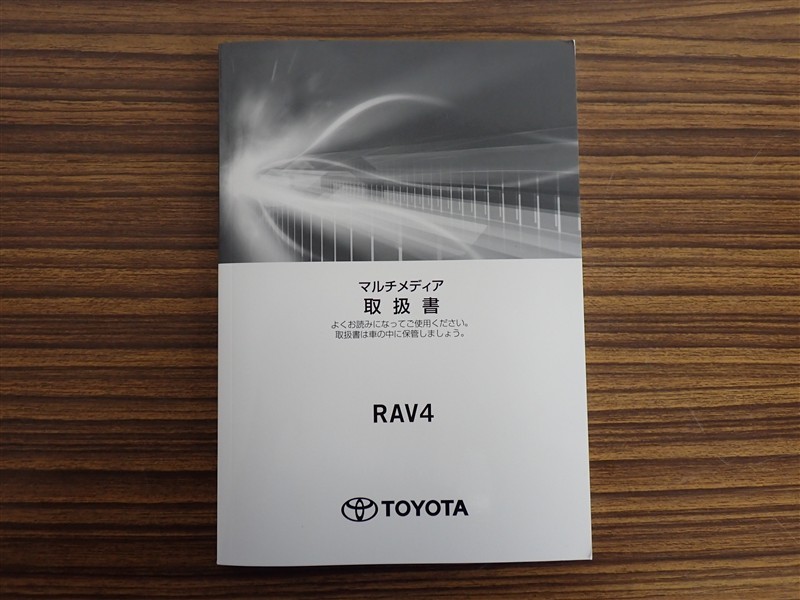 マルチメディア
取扱書
よくお読みになってご使用ください。
取扱書は車の中に保管しましょう。
RAV4
TOYOTA